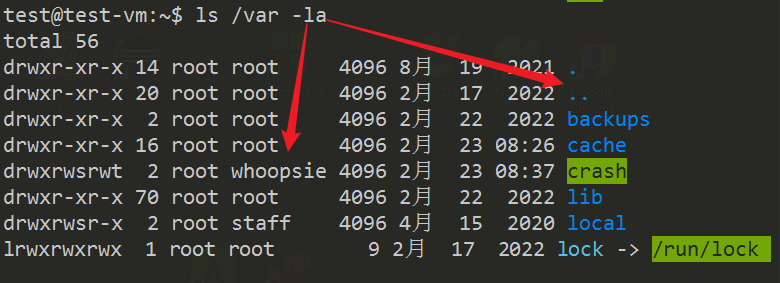 test@test-vm:~$ ls /var -la
total 56
drwxr-xr-x 14 root root     4096 8月   19  2021 .
drwxr-xr-x 20 root root     4096 2月   17  2022 ..
drwxr-xr-x  2 root root     4096 2月   22  2022 backups
drwxr-xr-x 16 root root     4096 2月   23 08:26 cache
drwxrwsrwt  2 root whoopsie 4096 2月   23 08:37 crash
drwxr-xr-x 70 root root     4096 2月   22  2022 lib
drwxrwsr-x  2 root staff    4096 4月   15  2020 local
lrwxrwxrwx  1 root root        9 2月   17  2022 lock -> /run/lock